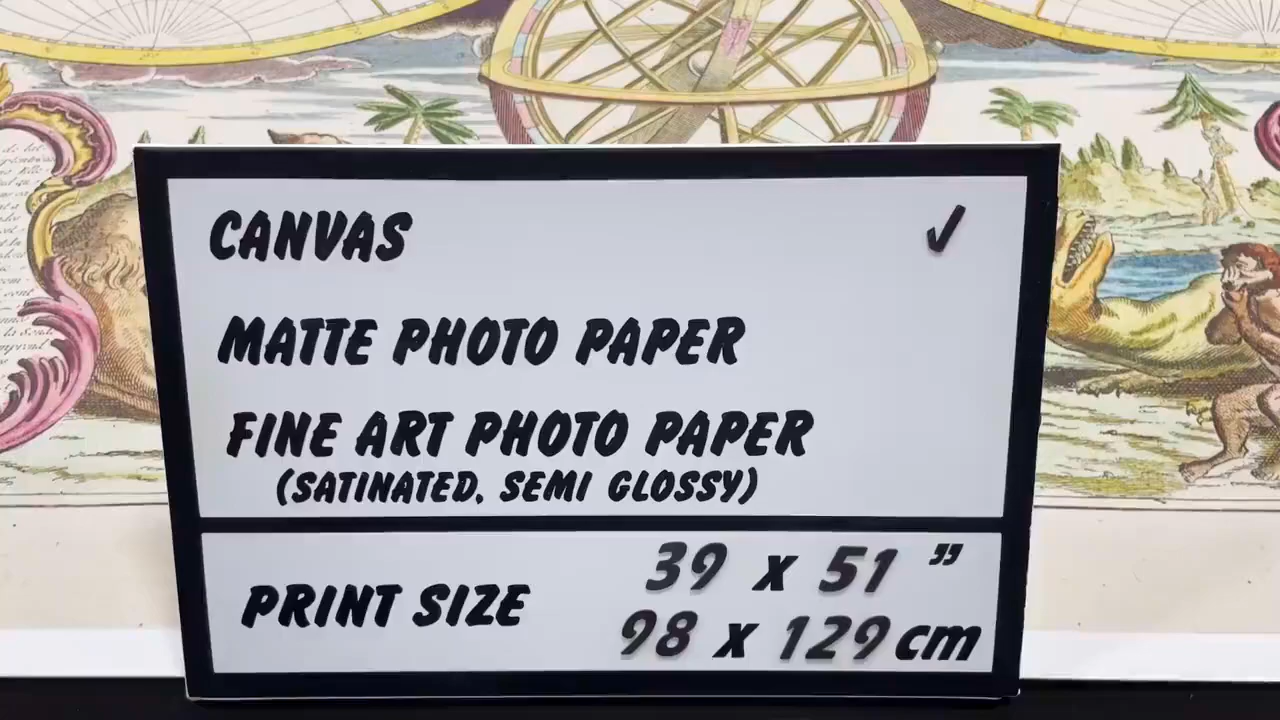 CANVAS ✓
MATTE PHOTO PAPER
FINE ART PHOTO PAPER
(SATINATED, SEMI GLOSSY)
PRINT SIZE
39 x 51 "
98 x 129 cm